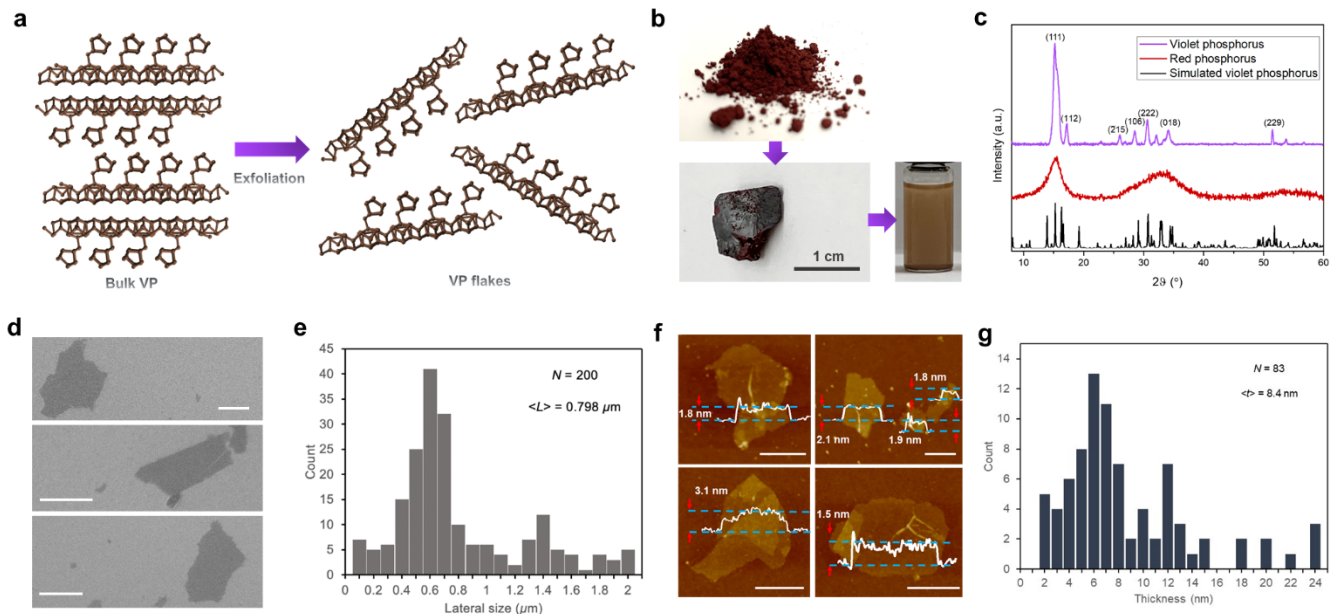 a
Exfoliation
Bulk VP
VP flakes
b
1 cm
c
Intensity (a.u.)
(111)
(112)
(215)
(106)
(222)
(018)
(229)
Violet phosphorus
Red phosphorus
Simulated violet phosphorus
10 20 30 40 50 60
2ϑ (°)
d
e
Count
45
40
35
30
25
20
15
10
5
0
N = 200
<L> = 0.798 µm
0 0.2 0.4 0.6 0.8 1 1.2 1.4 1.6 1.8 2
Lateral size (µm)
f
1.8 nm
2.1 nm
1.8 nm
1.9 nm
3.1 nm
1.5 nm
g
Count
14
12
10
8
6
4
2
0
N = 83
<t> = 8.4 nm
0 2 4 6 8 10 12 14 16 18 20 22 24
Thickness (nm)